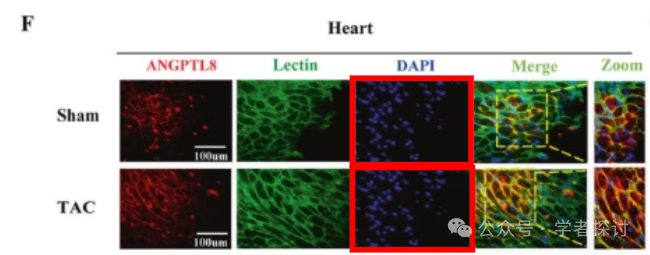 F
Heart
ANGPTL8 Lectin DAPI Merge Zoom
Sham
100um
TAC
100um
公众号 · 学者探讨